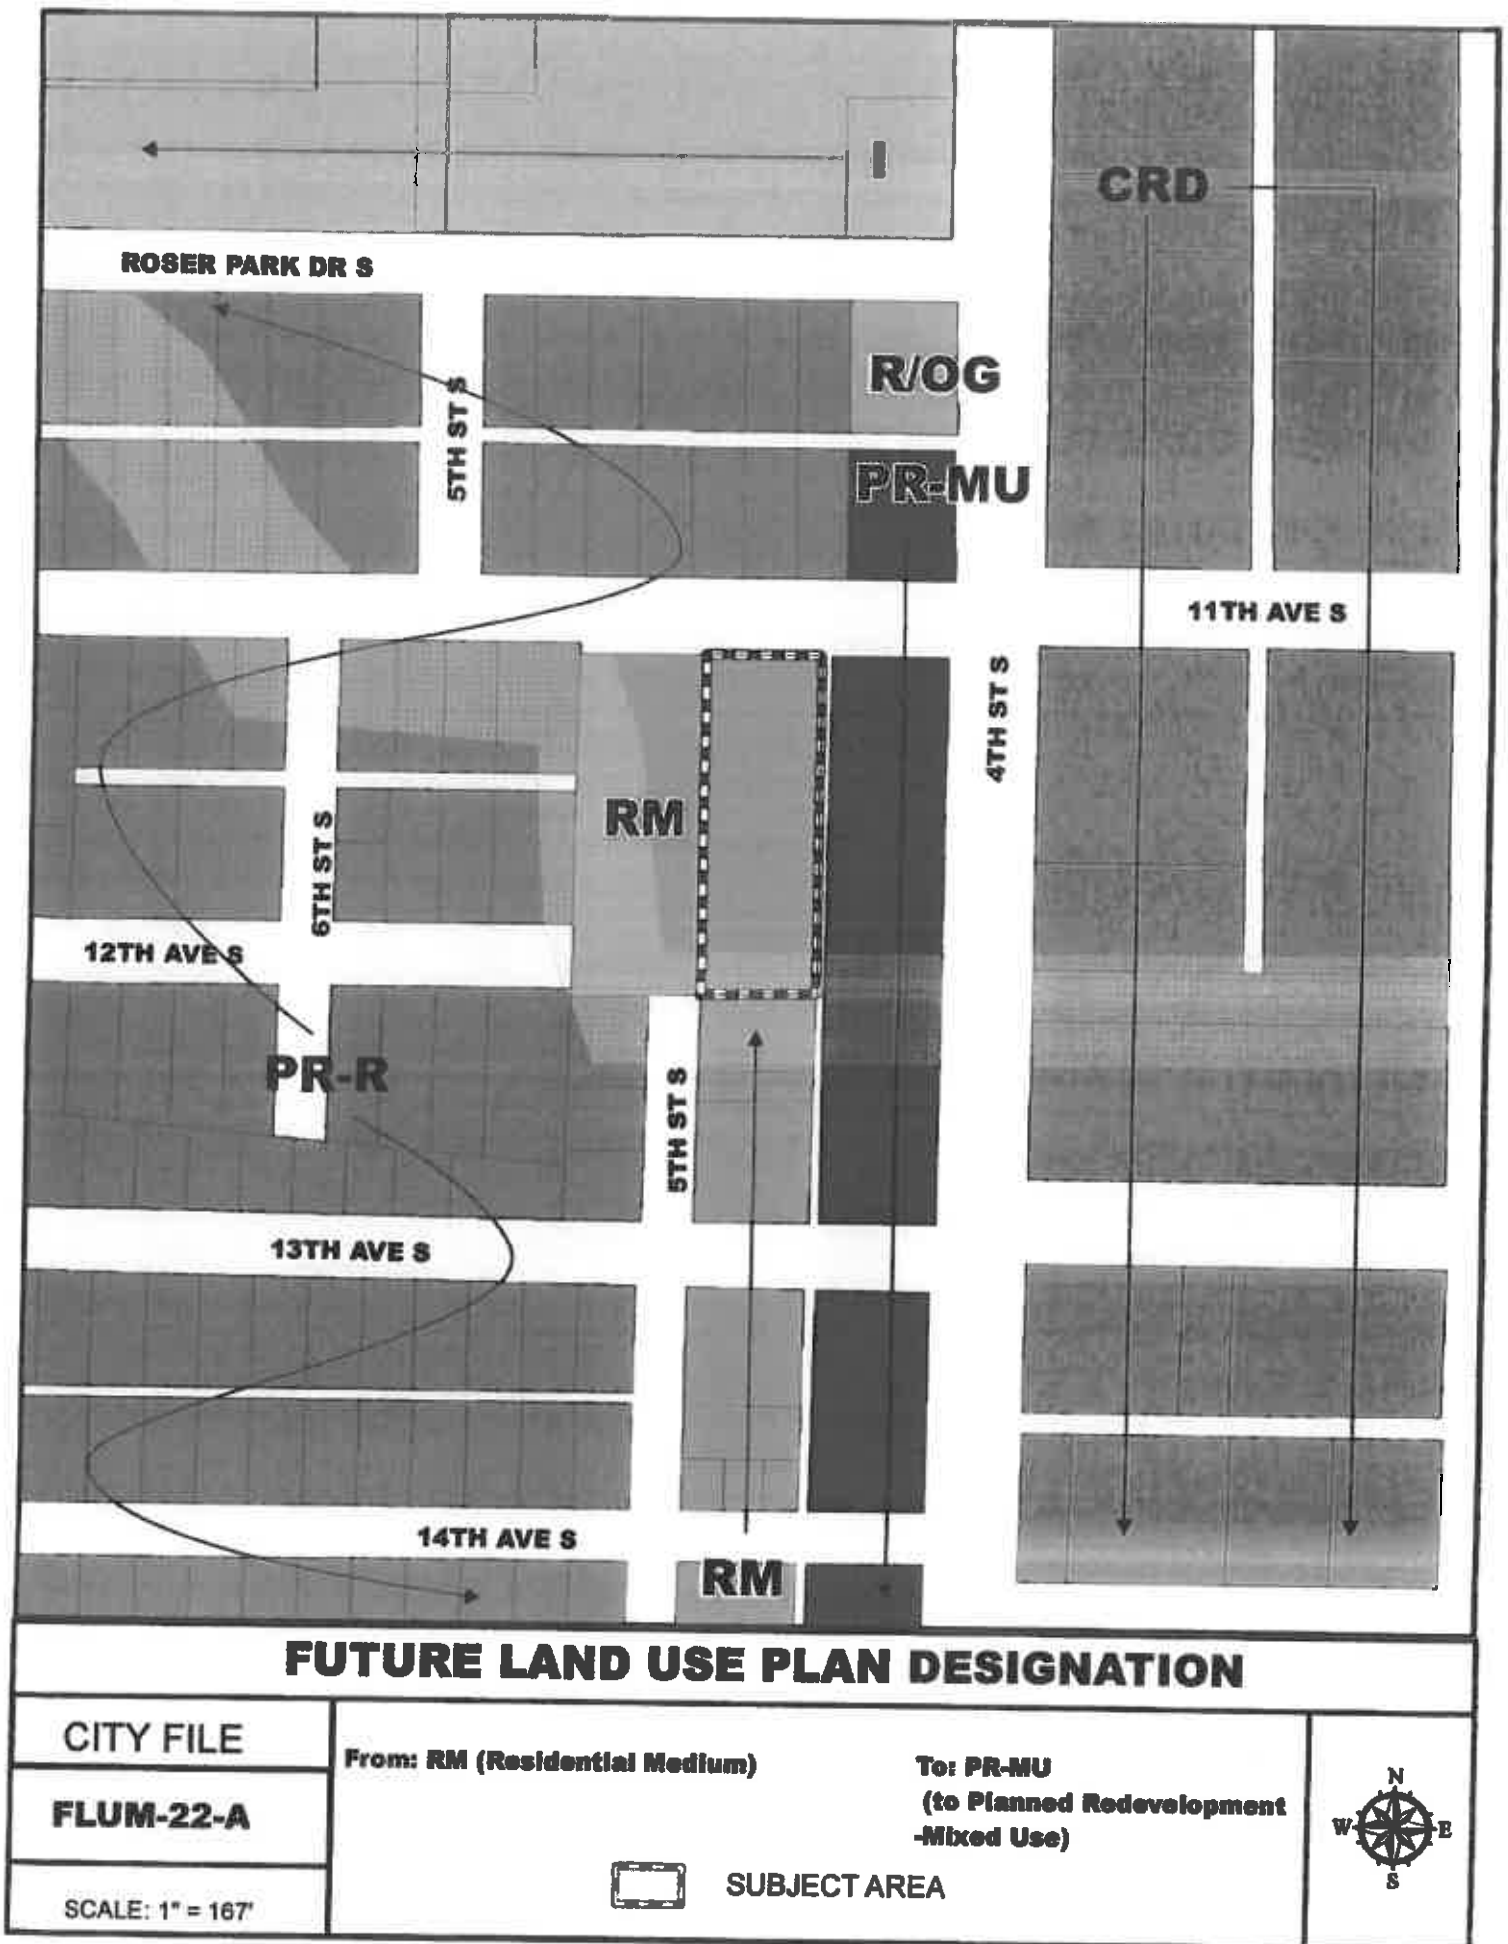 CRD
ROSER PARK DR S
R/OG
5TH ST S
PR-MU
11TH AVE S
4TH ST S
RM
6TH ST S
12TH AVE S
PR-R
5TH ST S
13TH AVE S
14TH AVE S
RM
FUTURE LAND USE PLAN DESIGNATION
CITY FILE
FLUM-22-A
SCALE: 1" = 167'
From: RM (Residential Medium)
To: PR-MU
(to Planned Redevelopment
-Mixed Use)
SUBJECT AREA
N
W
E
S